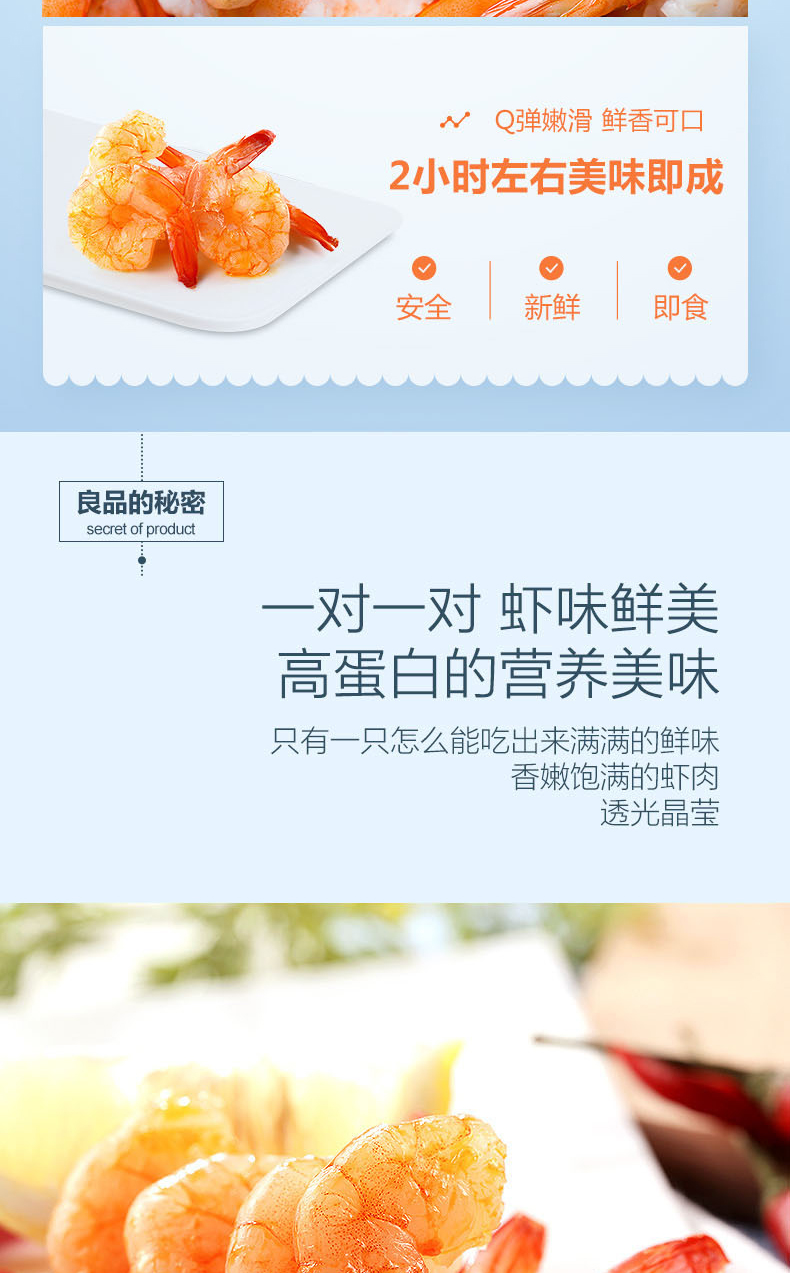 Q弹嫩滑 鲜香可口
2小时左右美味即成
安全 新鲜 即食
良品的秘密
secret of product
一对一对 虾味鲜美
高蛋白的营养美味
只有一只怎么能吃出来满满的鲜味
香嫩饱满的虾肉
透光晶莹